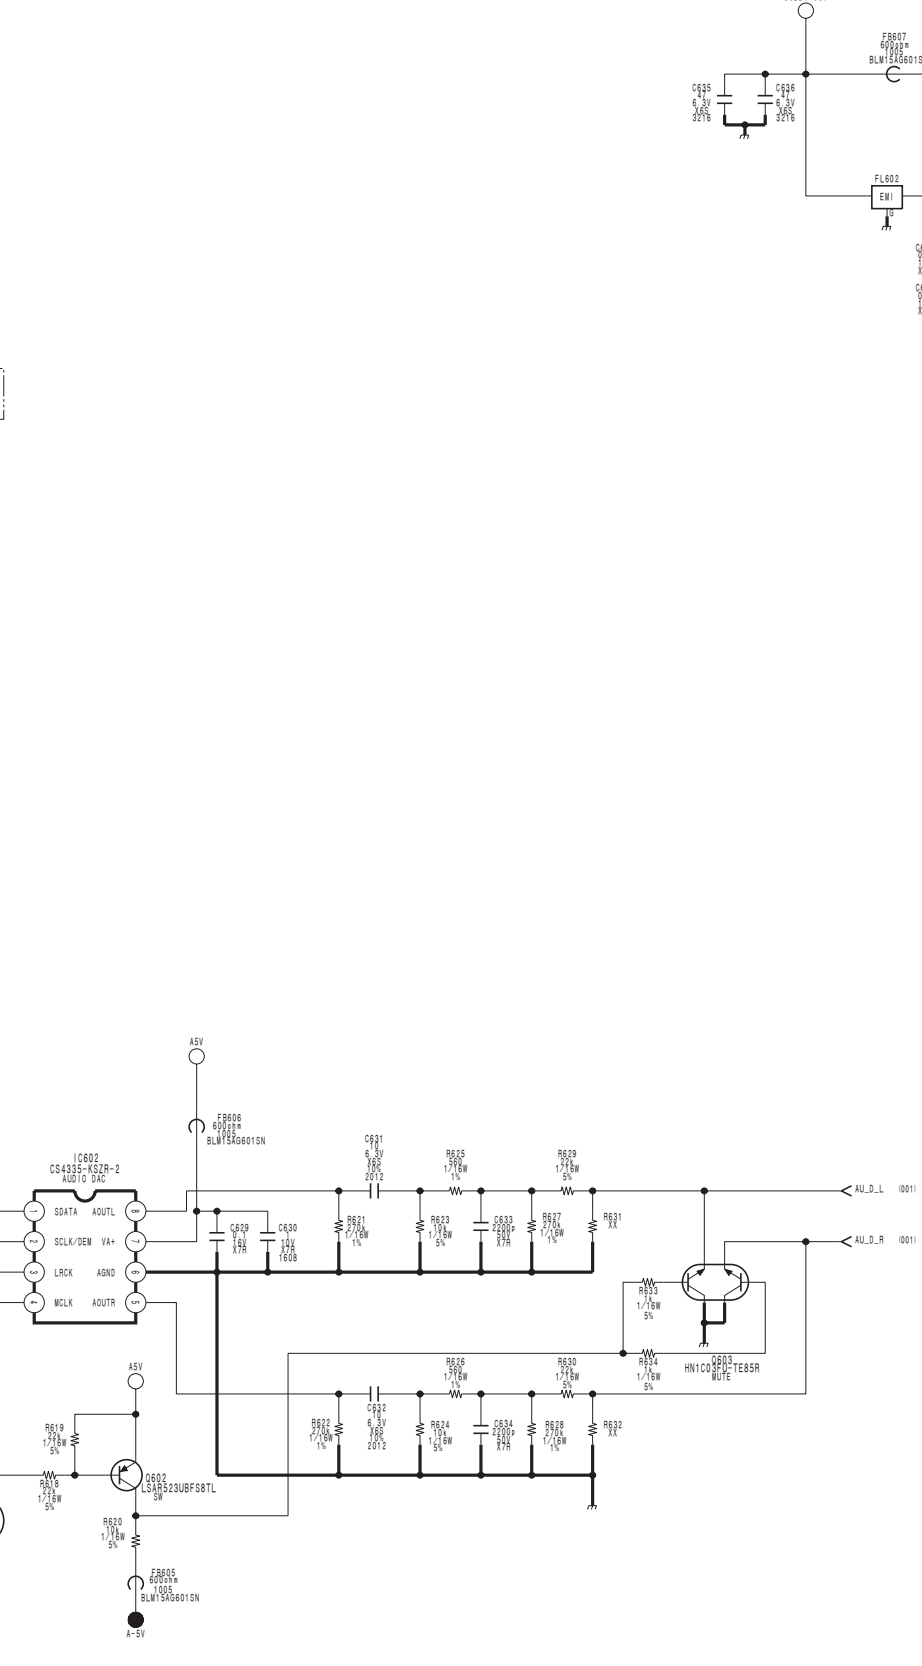 FB607
600ohm
1005
BLM15AG601S
C635
47
6.3V
X6S
3216
C636
47
6.3V
X6S
3216
FL602
EMI
G
A5V
FB606
600ohm
1005
BLM15AG601SN
IC602
CS4335-KSZR-2
AUDIO DAC
1
SDATA
AOUTL
8
2
SCLK/DEM
VA+
7
3
LRCK
AGND
6
4
MCLK
AOUTR
5
C629
0.1
16V
X7R
C630
1
10V
X7R
1608
C631
10
6.3V
X6S
10%
2012
R621
270k
1/16W
1%
R625
560
1/16W
1%
R623
10k
1/16W
5%
C633
2200p
50V
X7R
R629
22k
1/16W
5%
R627
270k
1/16W
1%
R631
XX
AU_D_L
(001)
AU_D_R
(001)
R633
1k
1/16W
5%
R634
1k
1/16W
5%
Q603
HN1C03FU-TE85R
MUTE
R622
270k
1/16W
1%
C632
10
6.3V
X6S
10%
2012
R626
560
1/16W
1%
R624
10k
1/16W
5%
C634
2200p
50V
X7R
R630
22k
1/16W
5%
R628
270k
1/16W
1%
R632
XX
A5V
R619
22k
1/16W
5%
R618
22k
1/16W
5%
Q602
LSAR523UBFS8TL
SW
R620
10k
1/16W
5%
FB605
600ohm
1005
BLM15AG601SN
A-5V